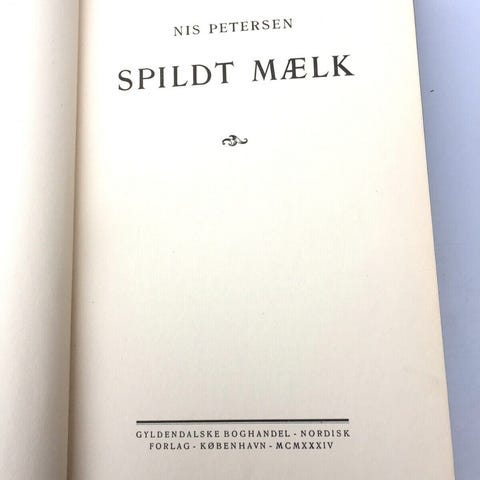 NIS PETERSEN
SPILDT MÆLK
GYLDENDALSKE BOGHANDEL - NORDISK
FORLAG - KØBENHAVN - MCMXXXIV